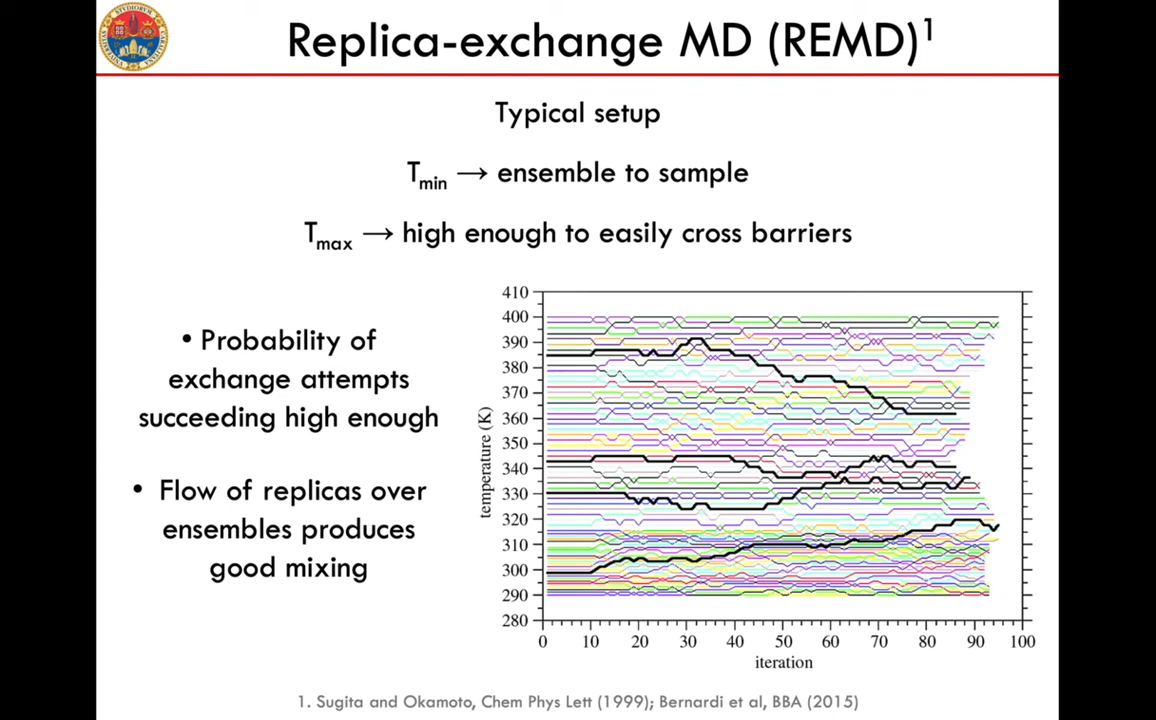 Replica-exchange MD (REMD)1
Typical setup
Tmin → ensemble to sample
Tmax → high enough to easily cross barriers
• Probability of
exchange attempts
succeeding high enough
• Flow of replicas over
ensembles produces
good mixing
temperature (K)
410
400
390
380
370
360
350
340
330
320
310
300
290
280
0 10 20 30 40 50 60 70 80 90 100
iteration
1. Sugita and Okamoto, Chem Phys Lett (1999); Bernardi et al, BBA (2015)